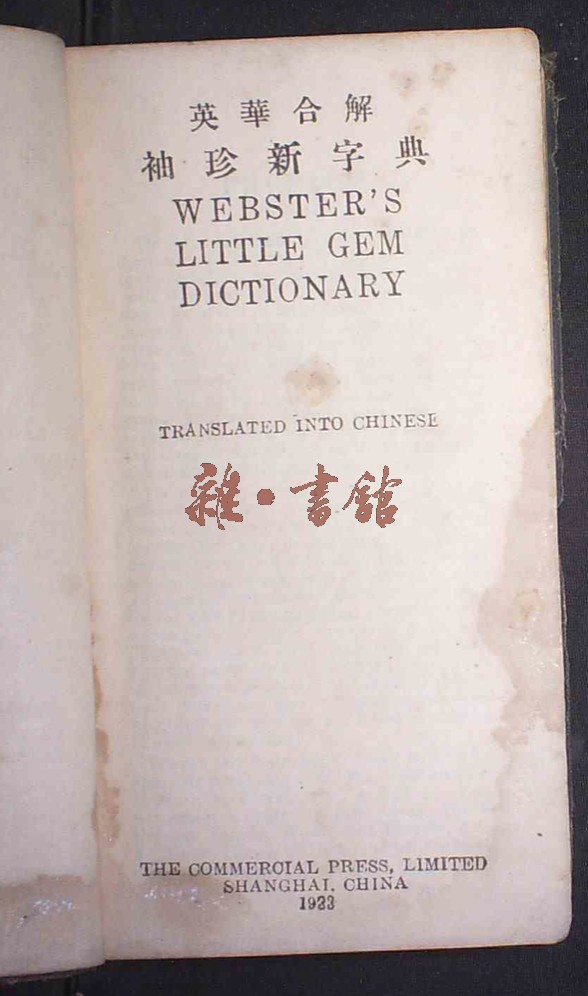 英華合解
袖珍新字典
WEBSTER'S
LITTLE GEM
DICTIONARY
TRANSLATED INTO CHINESE
雜·書館
THE COMMERCIAL PRESS, LIMITED
SHANGHAI, CHINA
1923